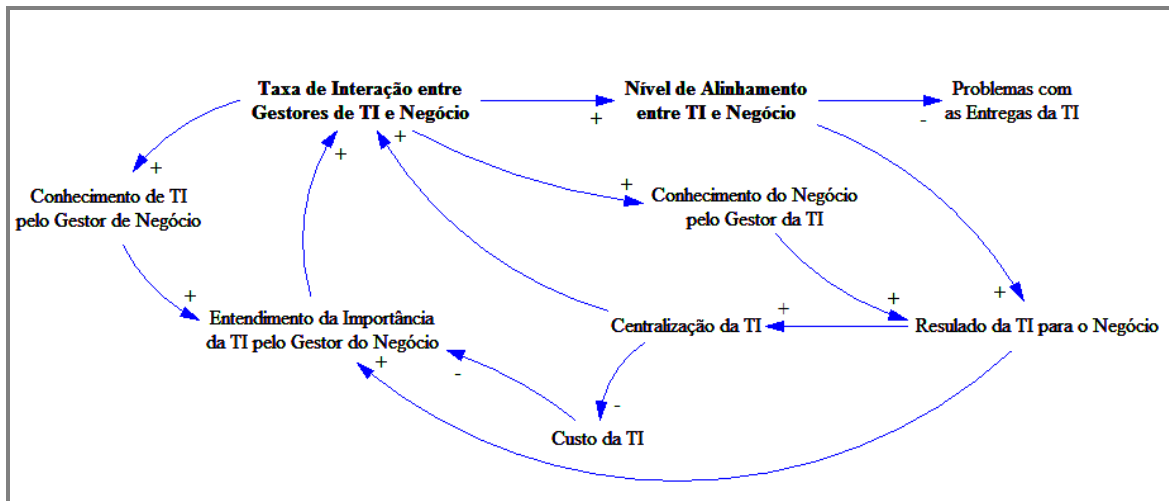 Taxa de Interação entre
Gestores de TI e Negócio
+
Nível de Alinhamento
entre TI e Negócio
-
Problemas com
as Entregas da TI
+
+
+
Conhecimento de TI
pelo Gestor de Negócio
+
Conhecimento do Negócio
pelo Gestor da TI
+
Entendimento da Importância
da TI pelo Gestor do Negócio
+
-
Centralização da TI
+
+
+
Resulado da TI para o Negócio
-
Custo da TI